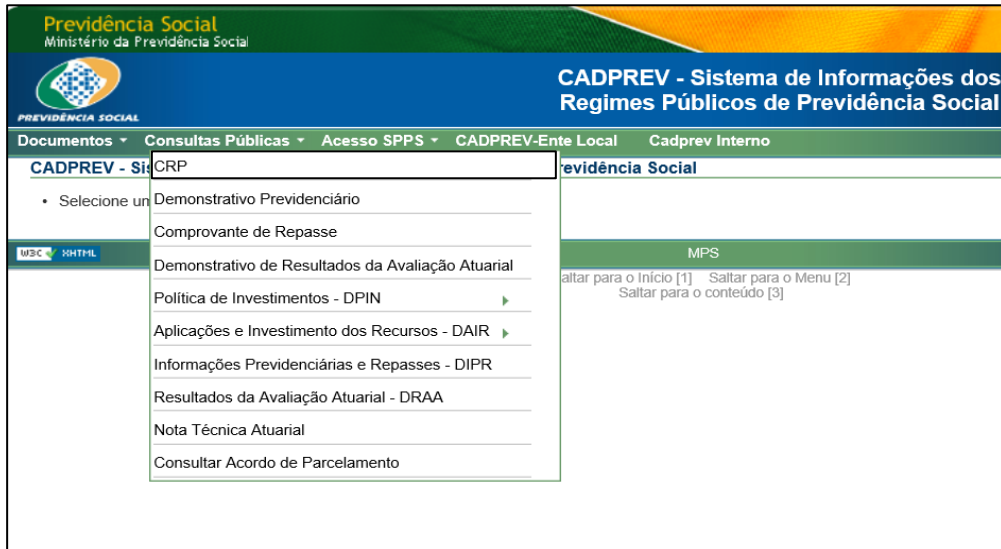 Previdência Social
Ministério da Previdência Social
PREVIDÊNCIA SOCIAL
CADPREV - Sistema de Informações dos
Regimes Públicos de Previdência Social
Documentos Consultas Públicas Acesso SPPS CADPREV-Ente Local Cadprev Interno
CADPREV - Sis revidência Social
CRP
Selecione um
Demonstrativo Previdenciário
Comprovante de Repasse
W3C XHTML MPS
Demonstrativo de Resultados da Avaliação Atuarial
altar para o Início [1] Saltar para o Menu [2]
Saltar para o conteúdo [3]
Política de Investimentos - DPIN
Aplicações e Investimento dos Recursos - DAIR
Informações Previdenciárias e Repasses - DIPR
Resultados da Avaliação Atuarial - DRAA
Nota Técnica Atuarial
Consultar Acordo de Parcelamento